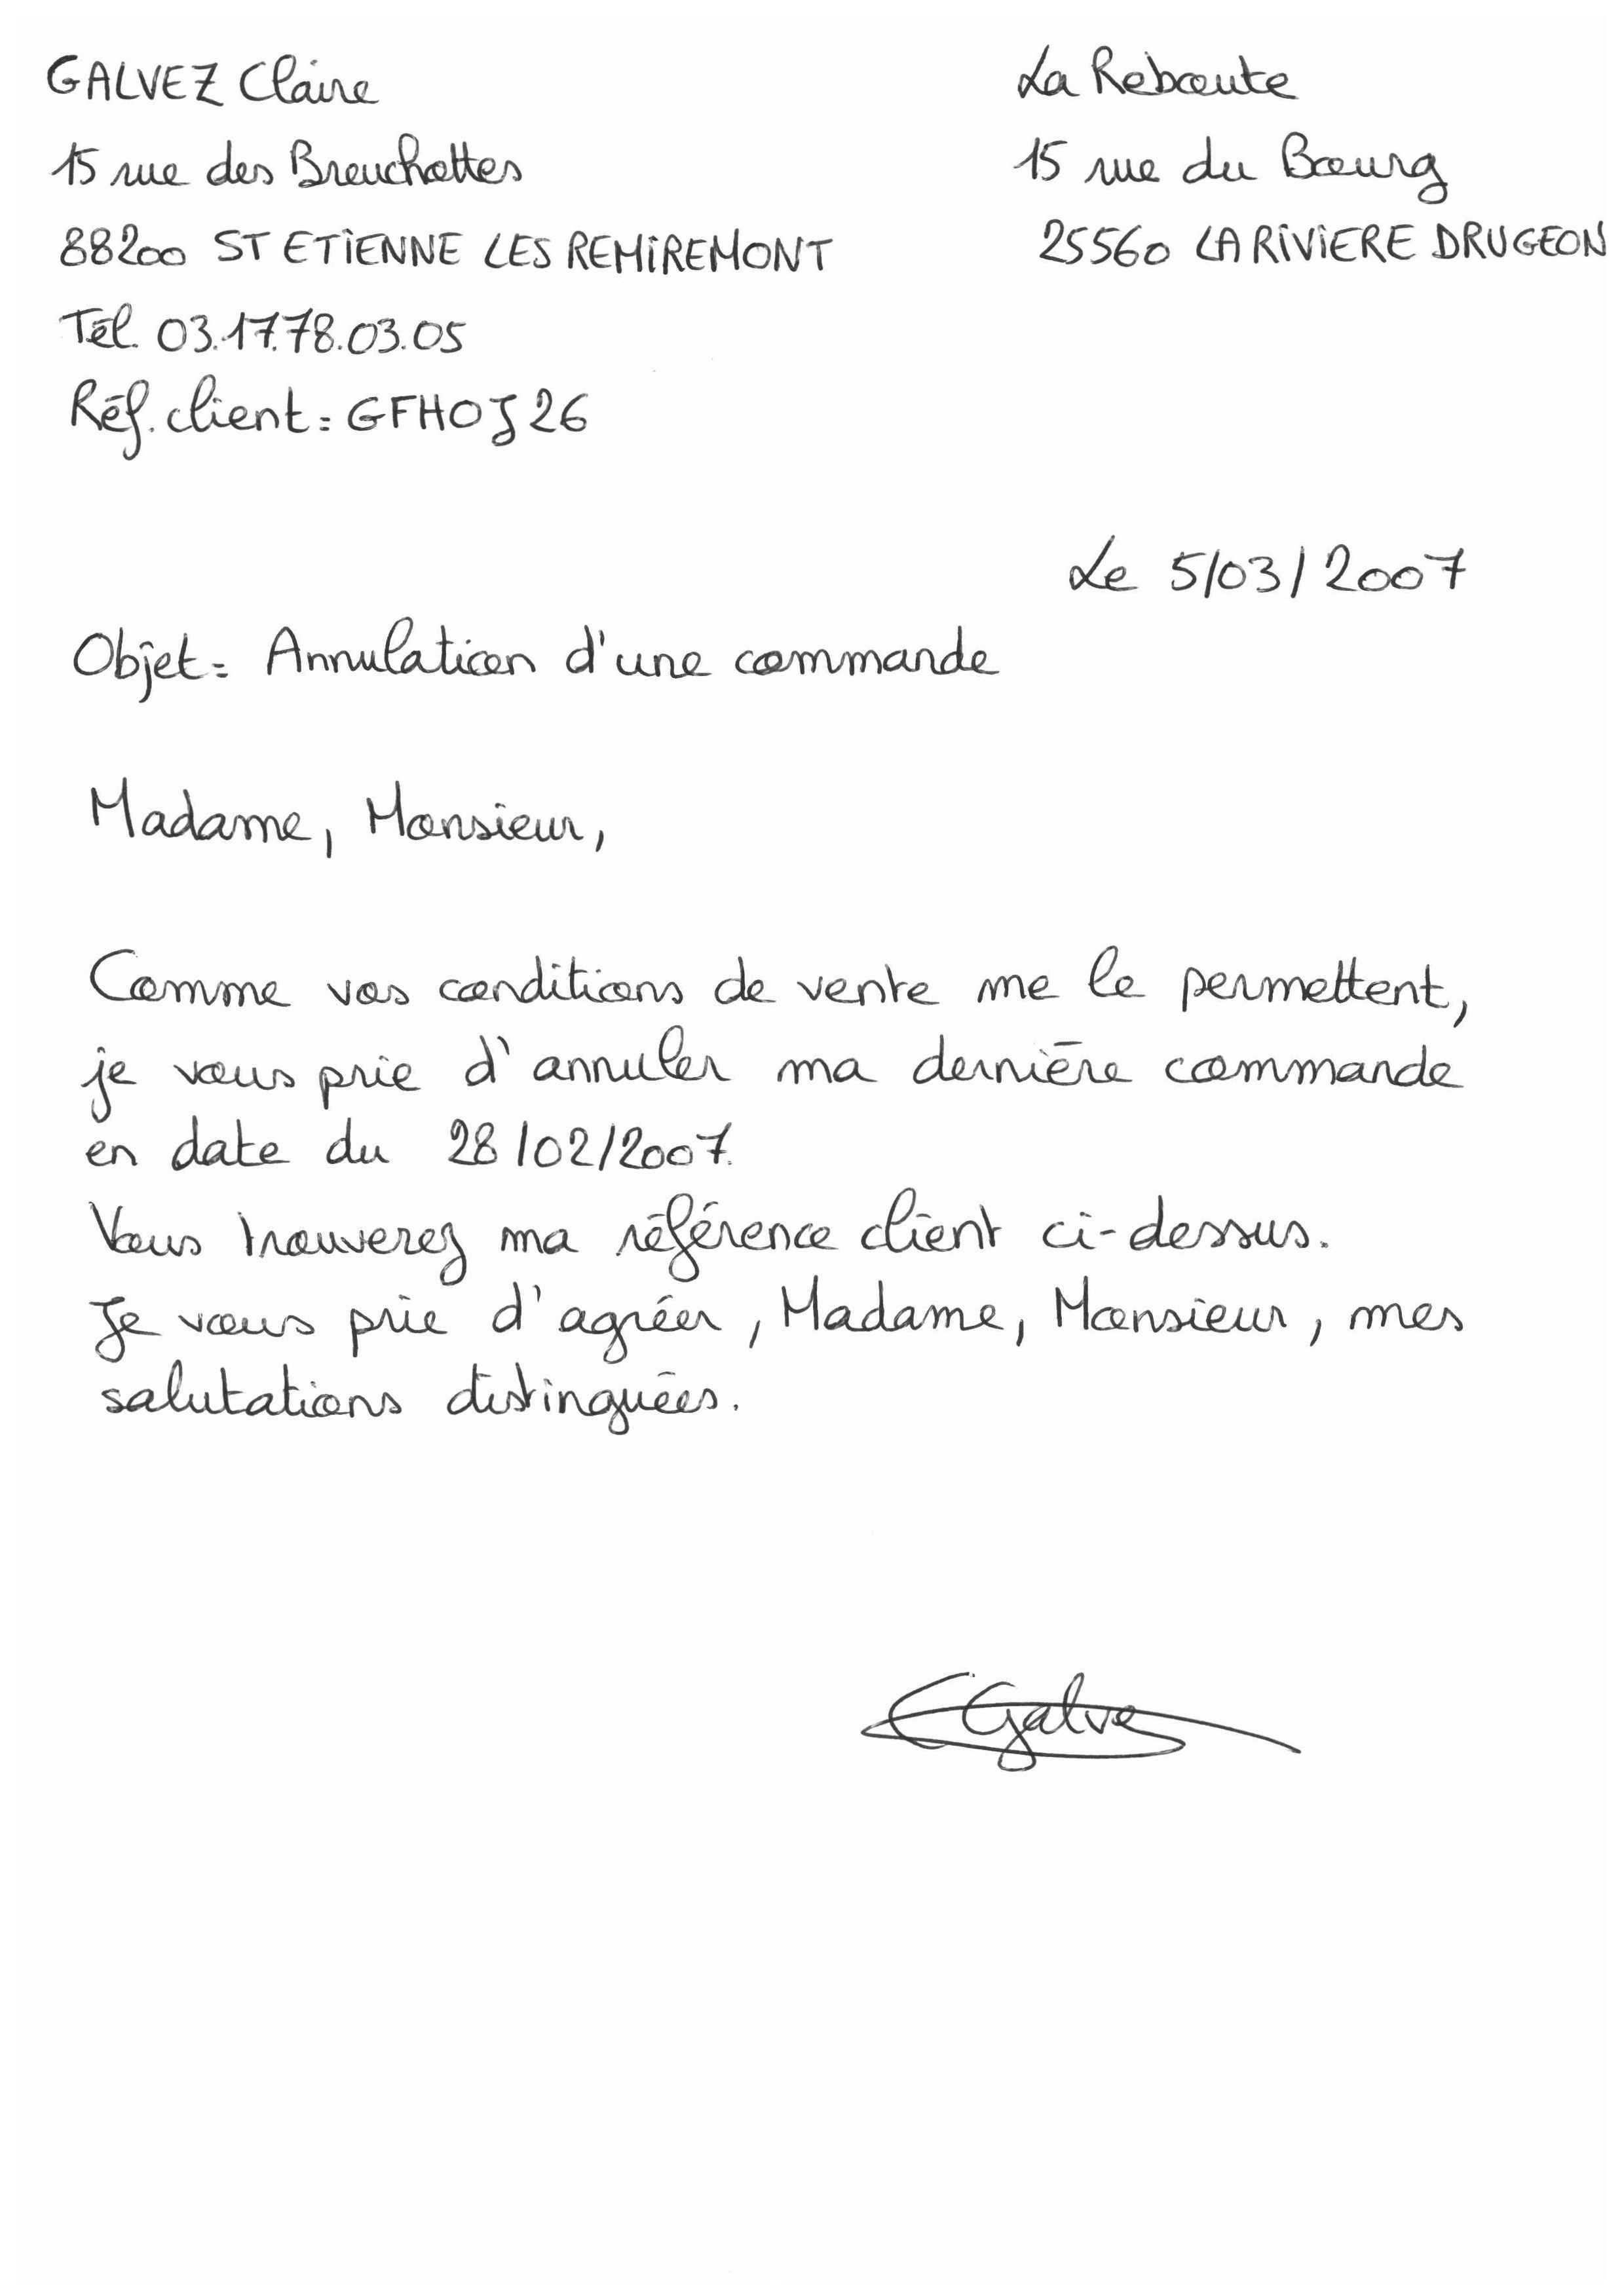 GALVEZ Claire
15 rue des Breuchottes
88200 ST ETIENNE LES REMIREMONT
Tél. 03.17.78.03.05
Réf. client : GFHOJ26
La Reboute
15 rue du Bourg
25560 LA RIVIERE DRUGEON
Le 5/03/2007
Objet : Annulation d'une commande
Madame, Monsieur,
Comme vos conditions de vente me le permettent,
je vous prie d'annuler ma dernière commande
en date du 28/02/2007.
Vous trouverez ma référence client ci-dessus.
Je vous prie d'agréer, Madame, Monsieur, mes
salutations distinguées.
CGalvez